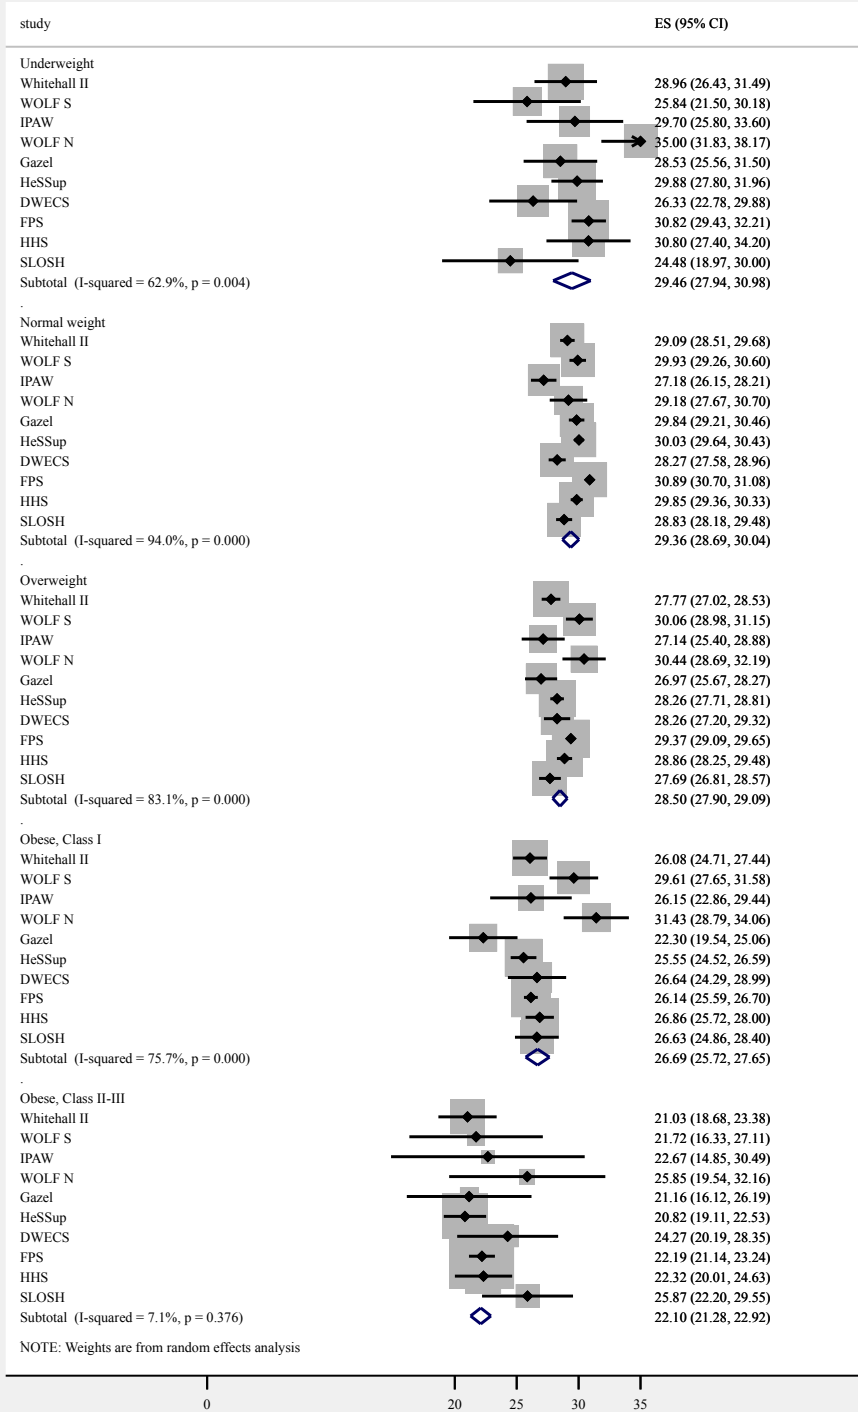 study ES (95% CI)
Underweight
Whitehall II 28.96 (26.43, 31.49)
WOLF S 25.84 (21.50, 30.18)
IPAW 29.70 (25.80, 33.60)
WOLF N 35.00 (31.83, 38.17)
Gazel 28.53 (25.56, 31.50)
HeSSup 29.88 (27.80, 31.96)
DWECS 26.33 (22.78, 29.88)
FPS 30.82 (29.43, 32.21)
HHS 30.80 (27.40, 34.20)
SLOSH 24.48 (18.97, 30.00)
Subtotal (I-squared = 62.9%, p = 0.004) 29.46 (27.94, 30.98)
.
Normal weight
Whitehall II 29.09 (28.51, 29.68)
WOLF S 29.93 (29.26, 30.60)
IPAW 27.18 (26.15, 28.21)
WOLF N 29.18 (27.67, 30.70)
Gazel 29.84 (29.21, 30.46)
HeSSup 30.03 (29.64, 30.43)
DWECS 28.27 (27.58, 28.96)
FPS 30.89 (30.70, 31.08)
HHS 29.85 (29.36, 30.33)
SLOSH 28.83 (28.18, 29.48)
Subtotal (I-squared = 94.0%, p = 0.000) 29.36 (28.69, 30.04)
.
Overweight
Whitehall II 27.77 (27.02, 28.53)
WOLF S 30.06 (28.98, 31.15)
IPAW 27.14 (25.40, 28.88)
WOLF N 30.44 (28.69, 32.19)
Gazel 26.97 (25.67, 28.27)
HeSSup 28.26 (27.71, 28.81)
DWECS 28.26 (27.20, 29.32)
FPS 29.37 (29.09, 29.65)
HHS 28.86 (28.25, 29.48)
SLOSH 27.69 (26.81, 28.57)
Subtotal (I-squared = 83.1%, p = 0.000) 28.50 (27.90, 29.09)
.
Obese, Class I
Whitehall II 26.08 (24.71, 27.44)
WOLF S 29.61 (27.65, 31.58)
IPAW 26.15 (22.86, 29.44)
WOLF N 31.43 (28.79, 34.06)
Gazel 22.30 (19.54, 25.06)
HeSSup 25.55 (24.52, 26.59)
DWECS 26.64 (24.29, 28.99)
FPS 26.14 (25.59, 26.70)
HHS 26.86 (25.72, 28.00)
SLOSH 26.63 (24.86, 28.40)
Subtotal (I-squared = 75.7%, p = 0.000) 26.69 (25.72, 27.65)
.
Obese, Class II-III
Whitehall II 21.03 (18.68, 23.38)
WOLF S 21.72 (16.33, 27.11)
IPAW 22.67 (14.85, 30.49)
WOLF N 25.85 (19.54, 32.16)
Gazel 21.16 (16.12, 26.19)
HeSSup 20.82 (19.11, 22.53)
DWECS 24.27 (20.19, 28.35)
FPS 22.19 (21.14, 23.24)
HHS 22.32 (20.01, 24.63)
SLOSH 25.87 (22.20, 29.55)
Subtotal (I-squared = 7.1%, p = 0.376) 22.10 (21.28, 22.92)
NOTE: Weights are from random effects analysis
0 20 25 30 35